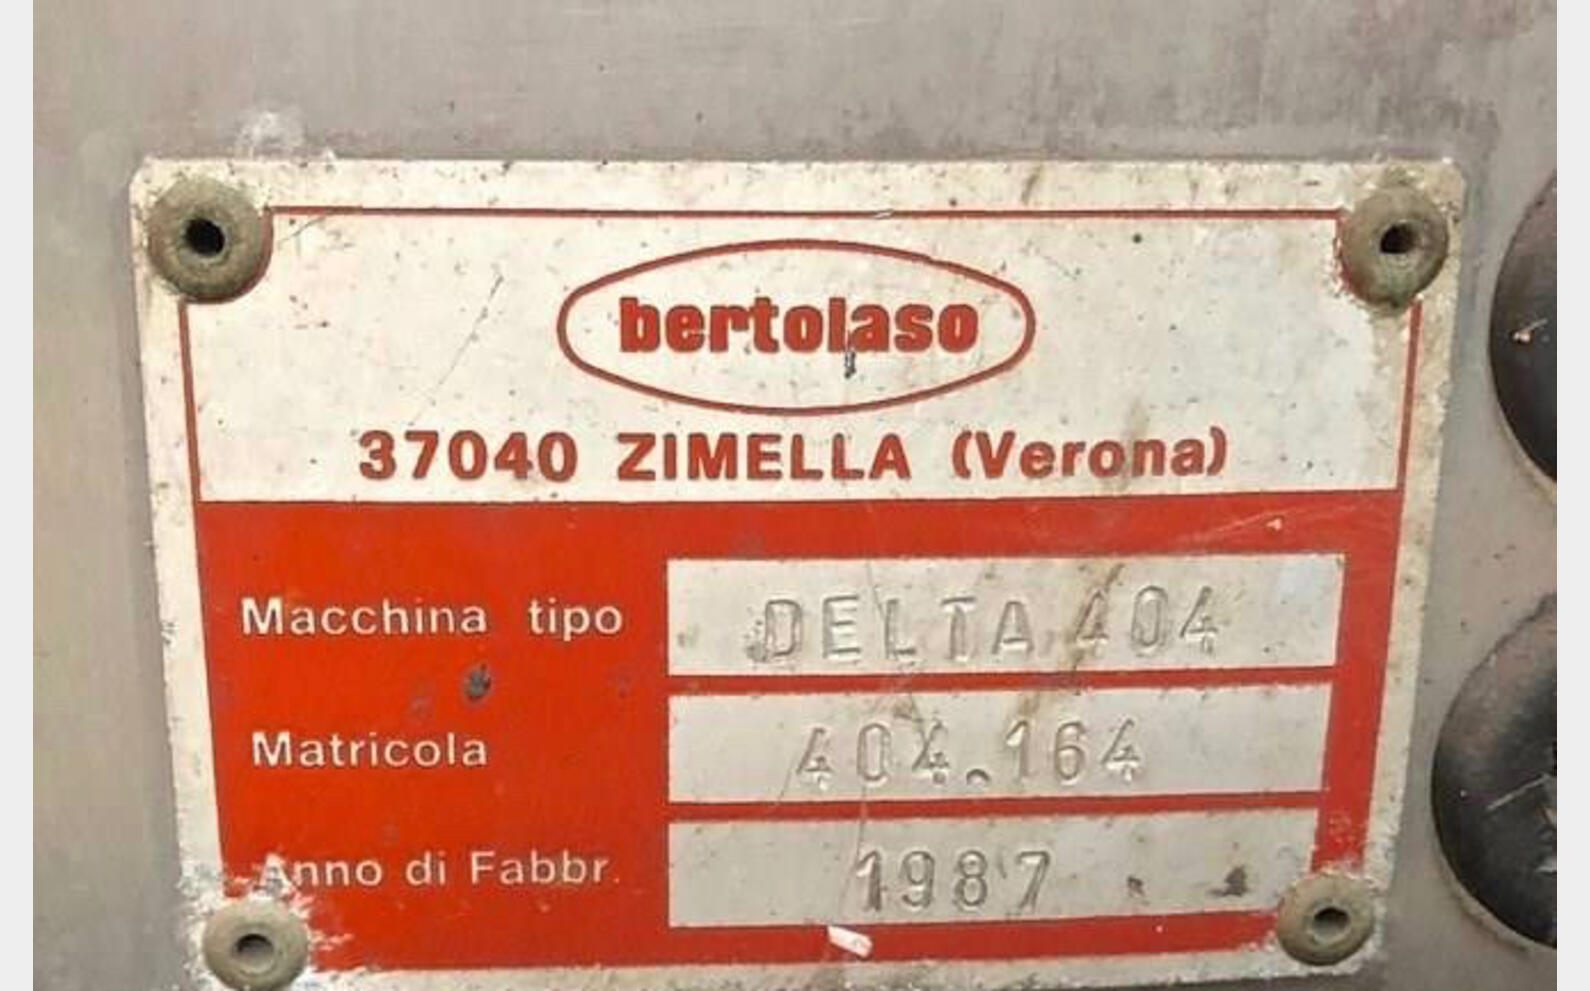 bertolaso
37040 ZIMELLA (Verona)
Macchina tipo DELTA 404
Matricola 404.164
Anno di Fabbr. 1987